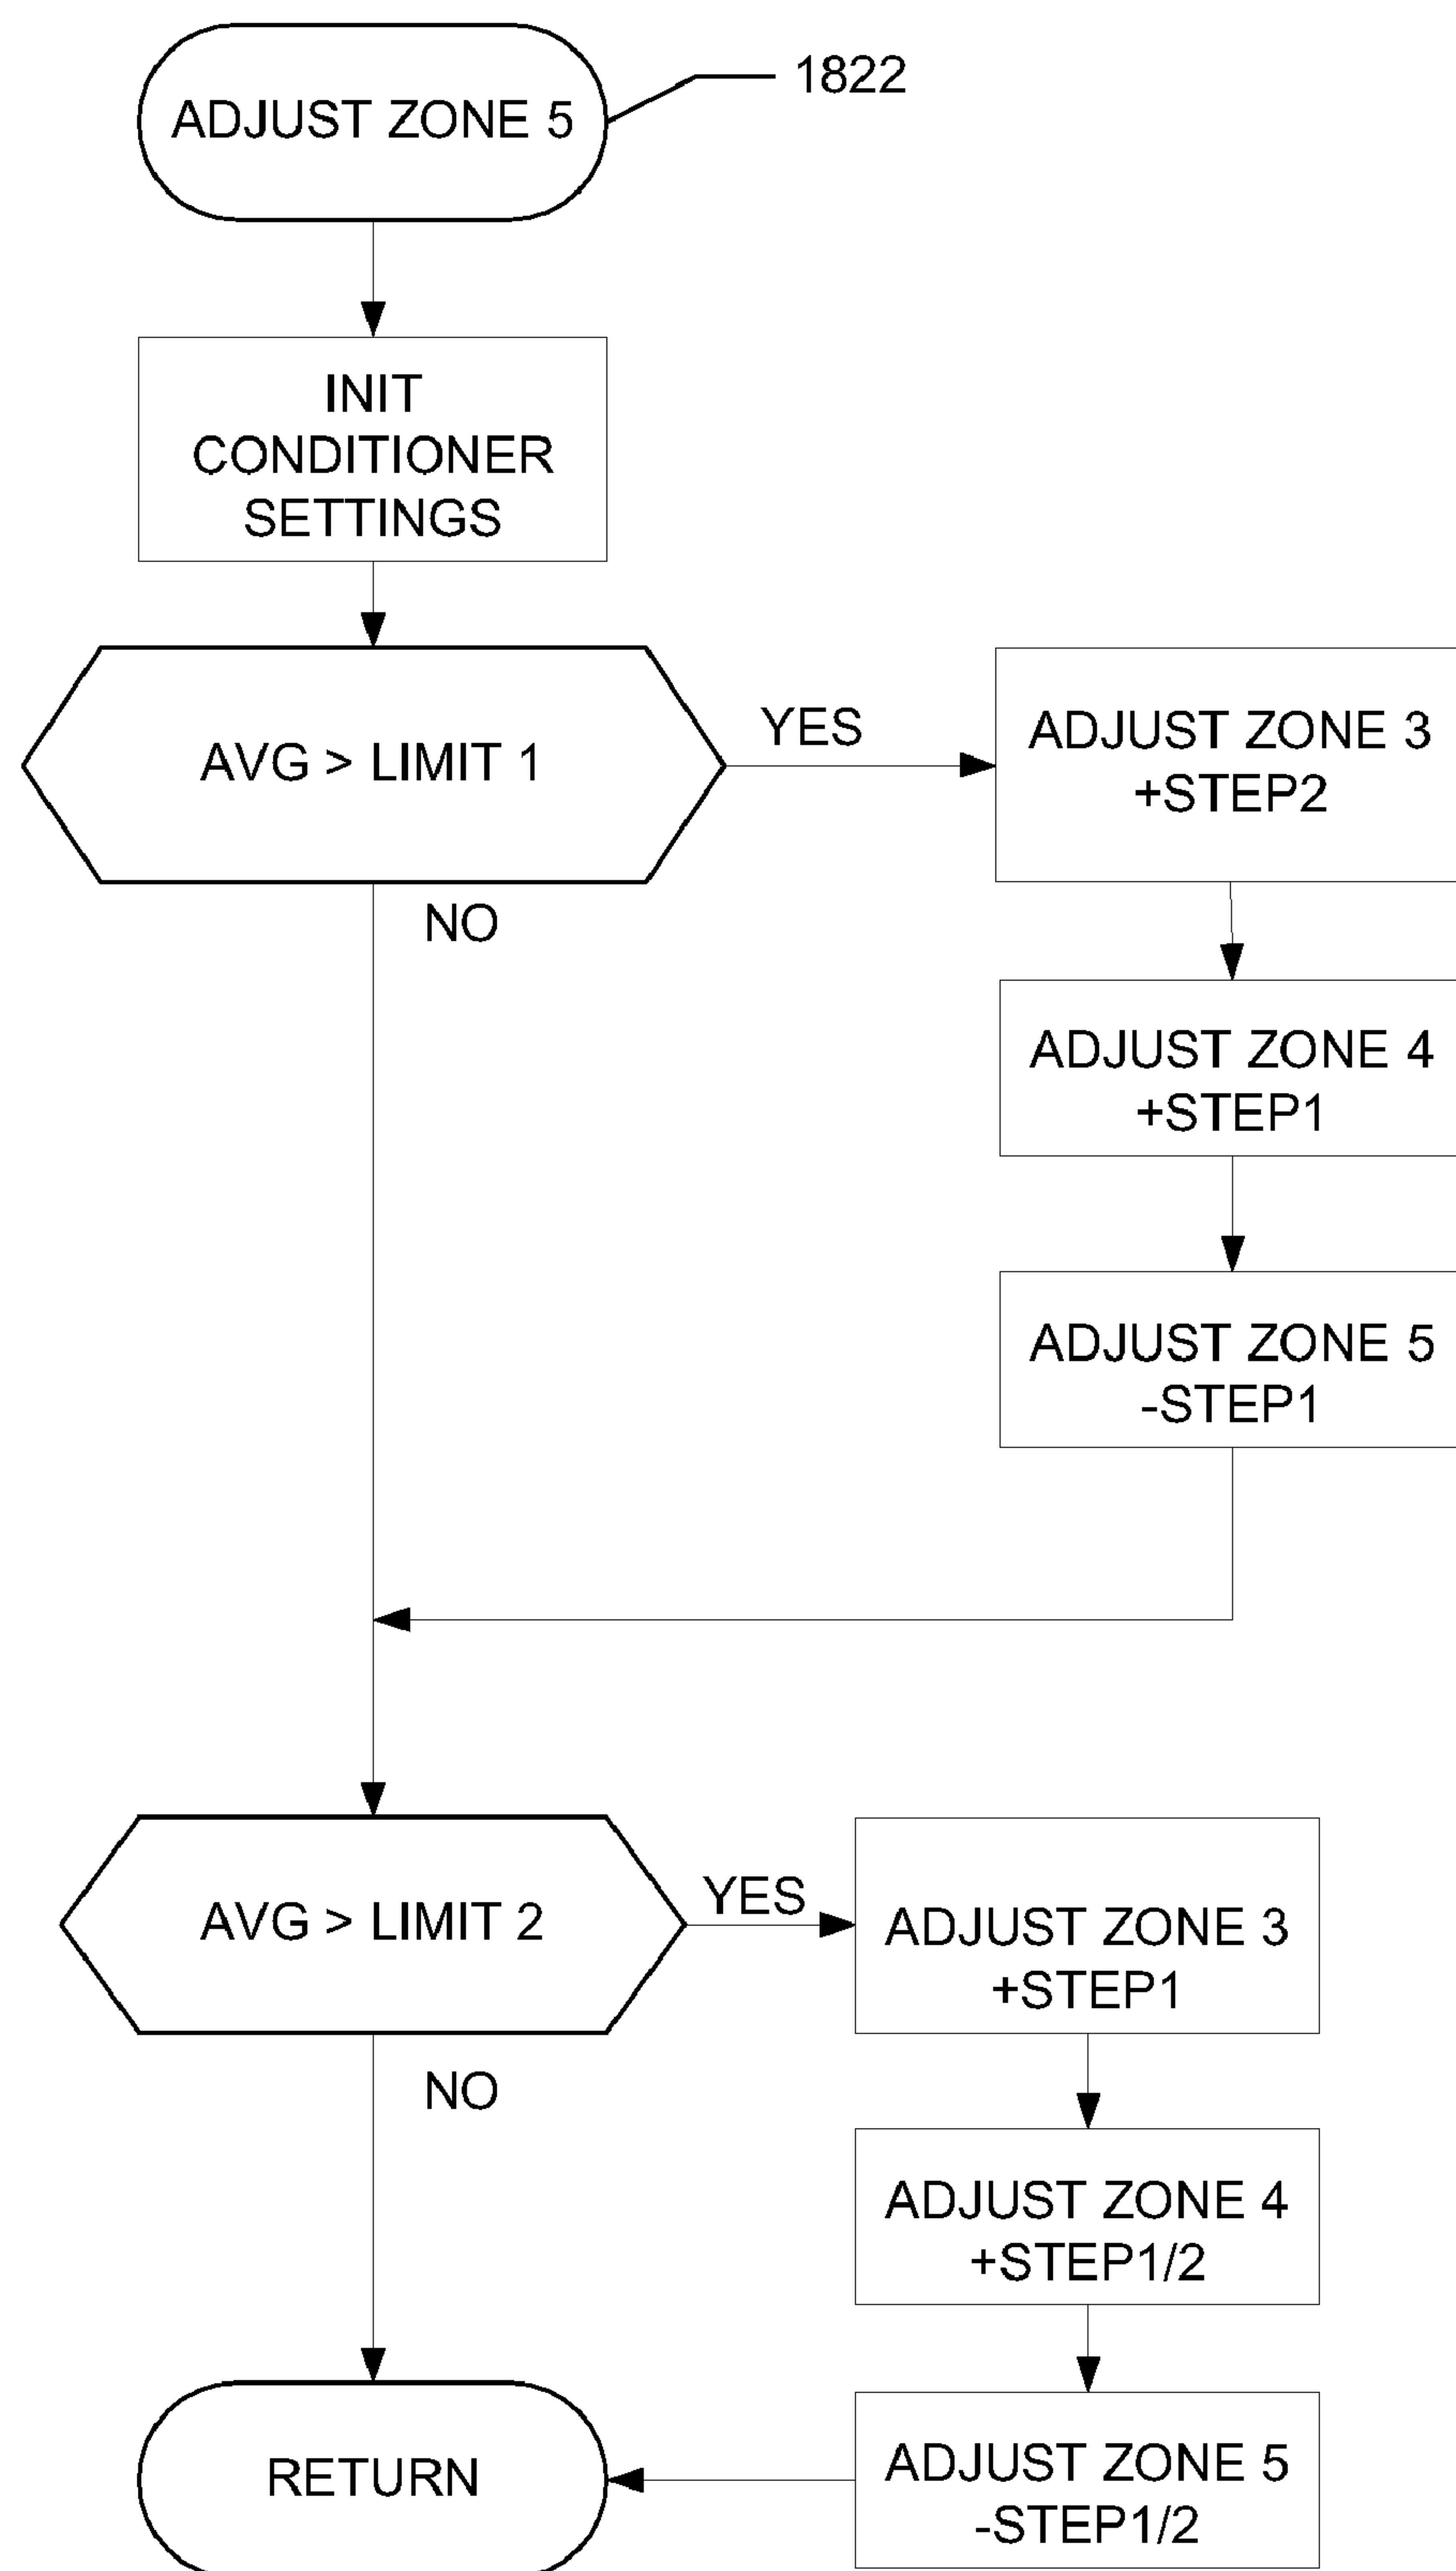 ADJUST ZONE 5
1822
INIT
CONDITIONER
SETTINGS
AVG > LIMIT 1
YES
NO
ADJUST ZONE 3
+STEP2
ADJUST ZONE 4
+STEP1
ADJUST ZONE 5
-STEP1
AVG > LIMIT 2
YES
NO
ADJUST ZONE 3
+STEP1
ADJUST ZONE 4
+STEP1/2
ADJUST ZONE 5
-STEP1/2
RETURN